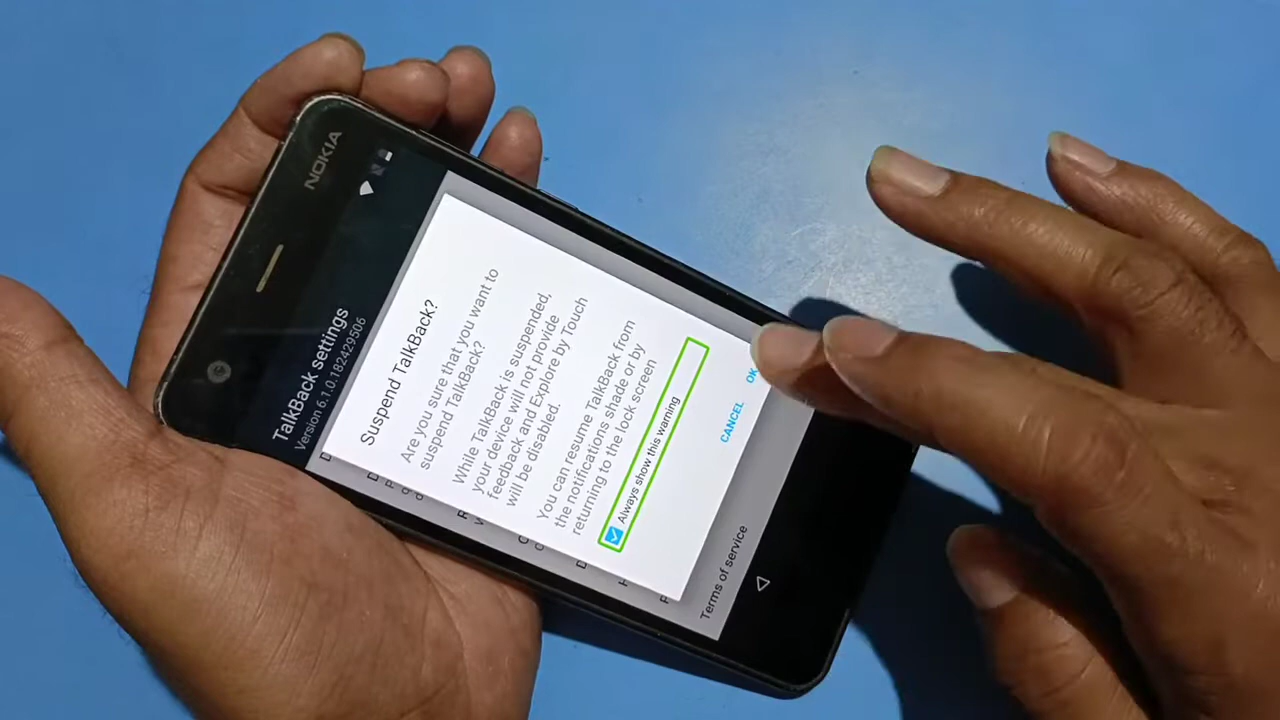 NOKIA
TalkBack settings
Version 6.1.0.182429506
Suspend TalkBack?
Are you sure that you want to
suspend TalkBack?
While TalkBack is suspended,
your device will not provide
feedback and Explore by Touch
will be disabled.
You can resume TalkBack from
the notifications shade or by
returning to the lock screen
Always show this warning
CANCEL
OK
Terms of service